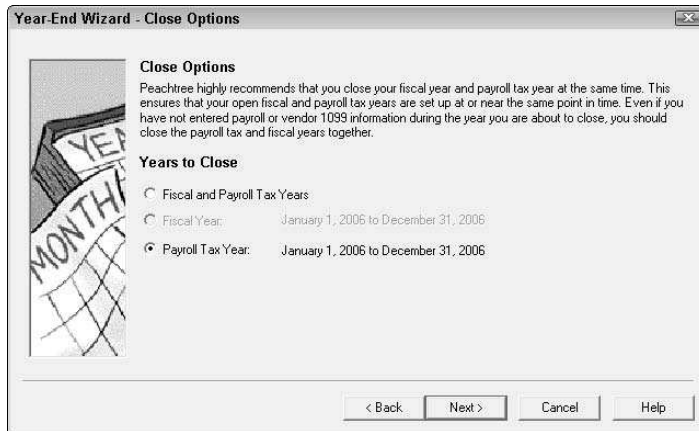 Year-End Wizard - Close Options
Close Options
Peachtree highly recommends that you close your fiscal year and payroll tax year at the same time. This
ensures that your open fiscal and payroll tax years are set up at or near the same point in time. Even if you
have not entered payroll or vendor 1099 information during the year you are about to close, you should
close the payroll tax and fiscal years together.
Years to Close
Fiscal and Payroll Tax Years
Fiscal Year: January 1, 2006 to December 31, 2006
Payroll Tax Year: January 1, 2006 to December 31, 2006
YEA
MONTH
< Back Next > Cancel Help